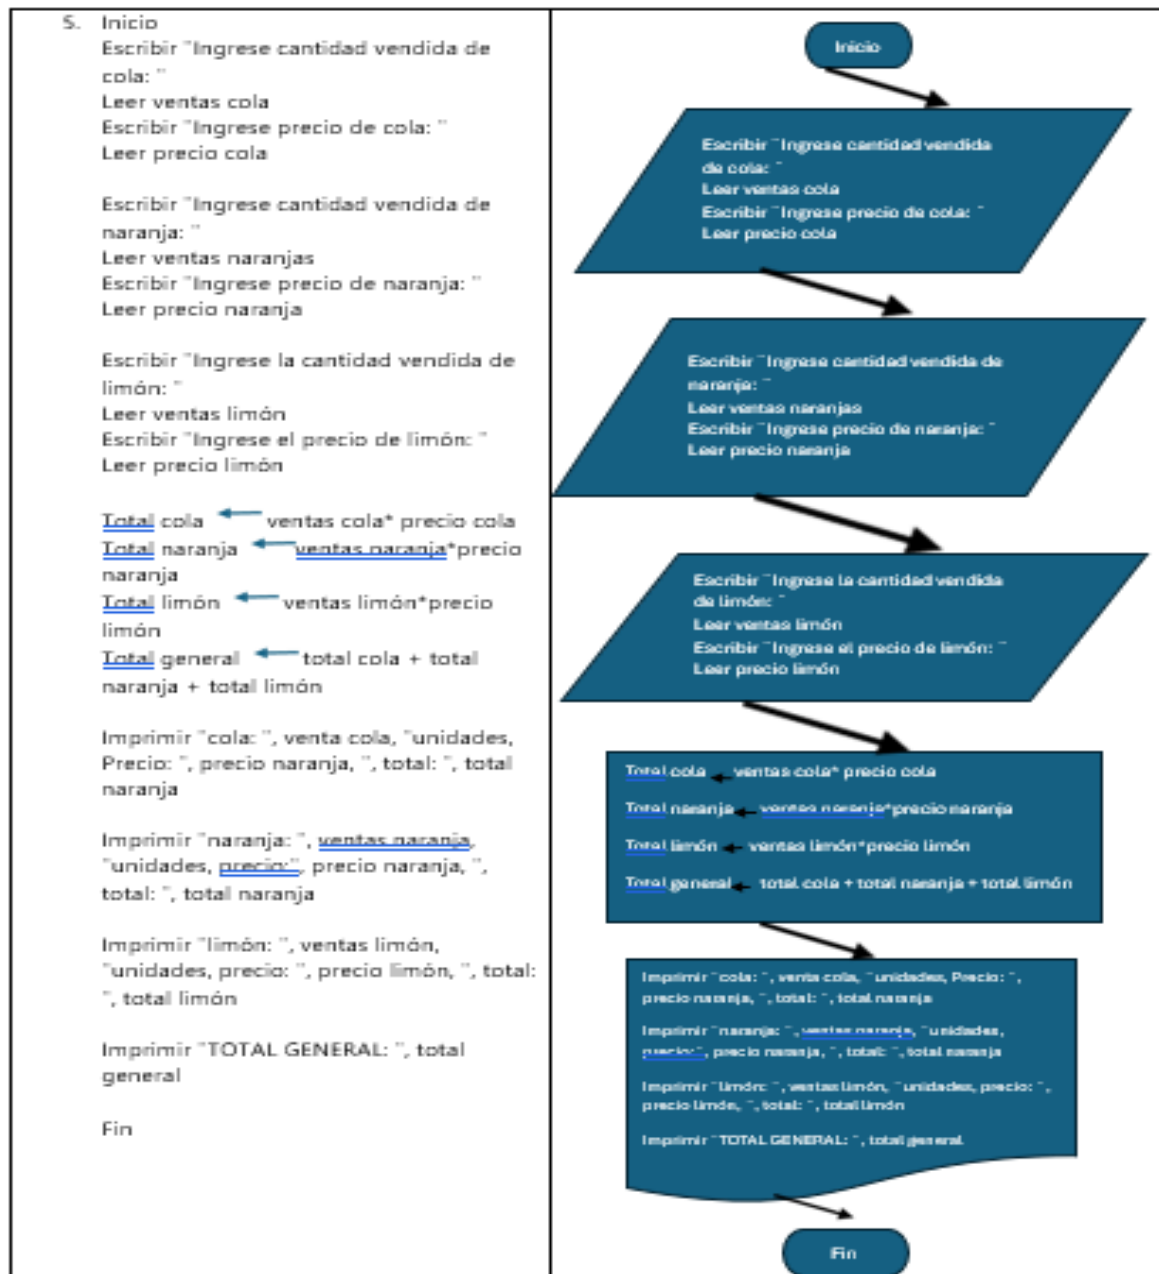 5. Inicio
Escribir "Ingrese cantidad vendida de
cola: "
Leer ventas cola
Escribir "Ingrese precio de cola: "
Leer precio cola
Escribir "Ingrese cantidad vendida de
naranja: "
Leer ventas naranjas
Escribir "Ingrese precio de naranja: "
Leer precio naranja
Escribir "Ingrese la cantidad vendida de
limón: "
Leer ventas limón
Escribir "Ingrese el precio de limón: "
Leer precio limón
Total cola ventas cola* precio cola
Total naranja ventas naranja*precio
naranja
Total limón ventas limón*precio
limón
Total general total cola + total
naranja + total limón
Imprimir "cola: ", venta cola, "unidades,
Precio: ", precio naranja, ", total: ", total
naranja
Imprimir "naranja: ", ventas naranja,
"unidades, precio:", precio naranja, ",
total: ", total naranja
Imprimir "limón: ", ventas limón,
"unidades, precio: ", precio limón, ", total:
", total limón
Imprimir "TOTAL GENERAL: ", total
general
Fin
Inicio
Escribir "Ingrese cantidad vendida
de cola: "
Leer ventas cola
Escribir "Ingrese precio de cola: "
Leer precio cola
Escribir "Ingrese cantidad vendida de
naranja: "
Leer ventas naranjas
Escribir "Ingrese precio de naranja: "
Leer precio naranja
Escribir "Ingrese la cantidad vendida
de limón: "
Leer ventas limón
Escribir "Ingrese el precio de limón: "
Leer precio limón
Total cola ventas cola* precio cola
Total naranja ventas naranja*precio naranja
Total limón ventas limón*precio limón
Total general total cola + total naranja + total limón
Imprimir "cola: ", venta cola, "unidades, Precio: ",
precio naranja, ", total: ", total naranja
Imprimir "naranja: ", ventas naranja, "unidades,
precio:", precio naranja, ", total: ", total naranja
Imprimir "limón: ", ventas limón, "unidades, precio: ",
precio limón, ", total: ", total limón
Imprimir "TOTAL GENERAL: ", total general
Fin